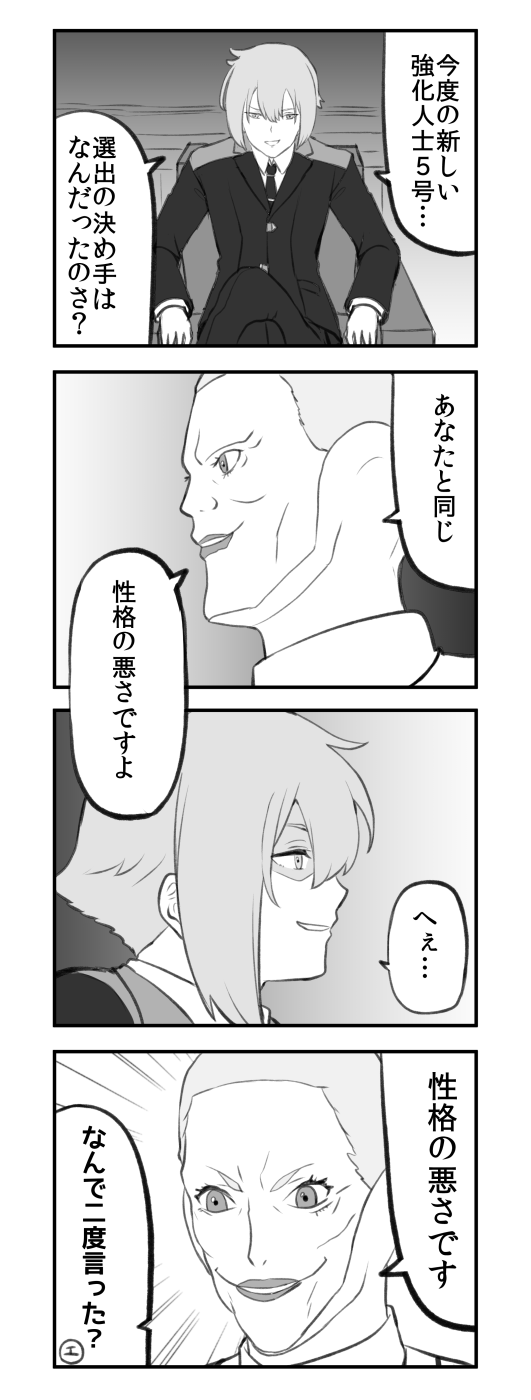 今度の新しい
強化人士５号…
選出の決め手は
なんだったのさ？
あなたと同じ
性格の悪さですよ
へぇ…
性格の悪さです
なんで二度言った？
エ